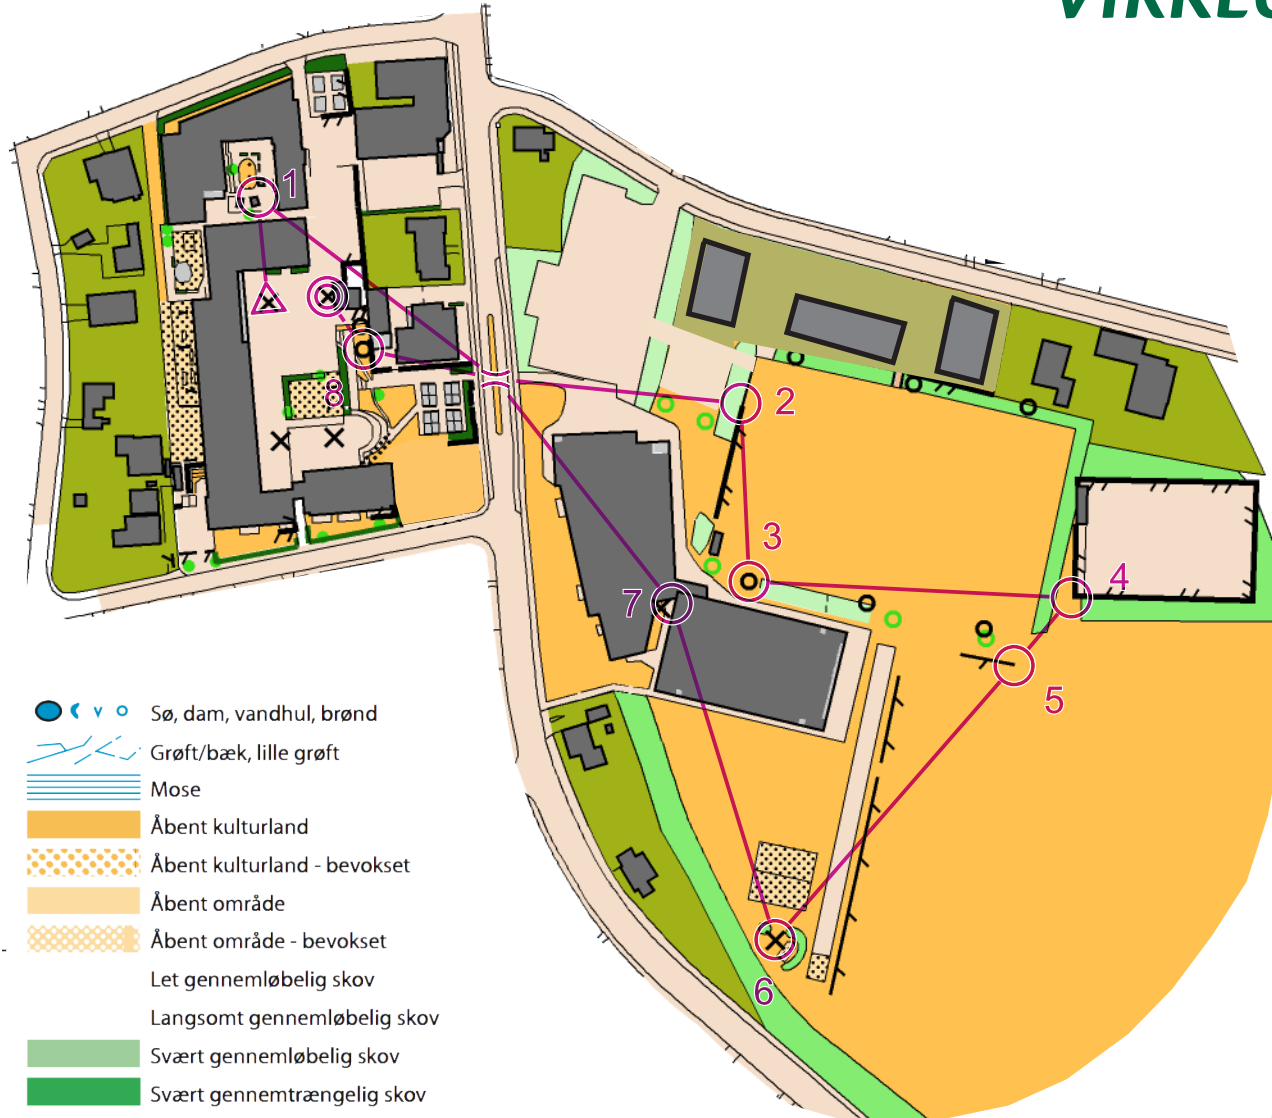 1
2
3
4
5
6
7
8
Sø, dam, vandhul, brønd
Grøft/bæk, lille grøft
Mose
Åbent kulturland
Åbent kulturland - bevokset
Åbent område
Åbent område - bevokset
Let gennemløbelig skov
Langsomt gennemløbelig skov
Svært gennemløbelig skov
Svært gennemtrængelig skov